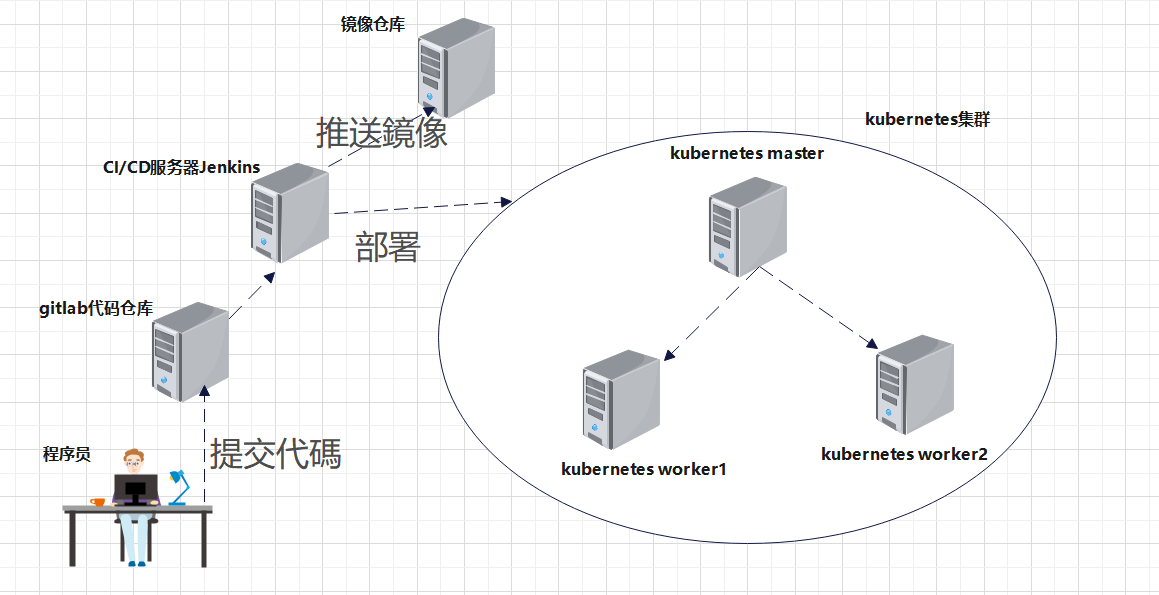 镜像仓库
kubernetes集群
推送鏡像
kubernetes master
CI/CD服务器Jenkins
部署
gitlab代码仓库
程序员
提交代碼
kubernetes worker1
kubernetes worker2